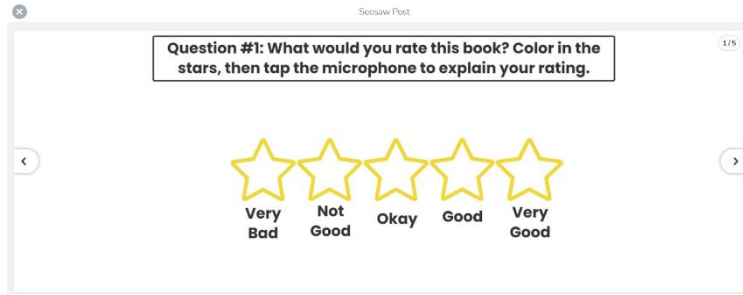 Seesaw Post
Question #1: What would you rate this book? Color in the
stars, then tap the microphone to explain your rating.
1/5
Very Bad
Not Good
Okay
Good
Very Good